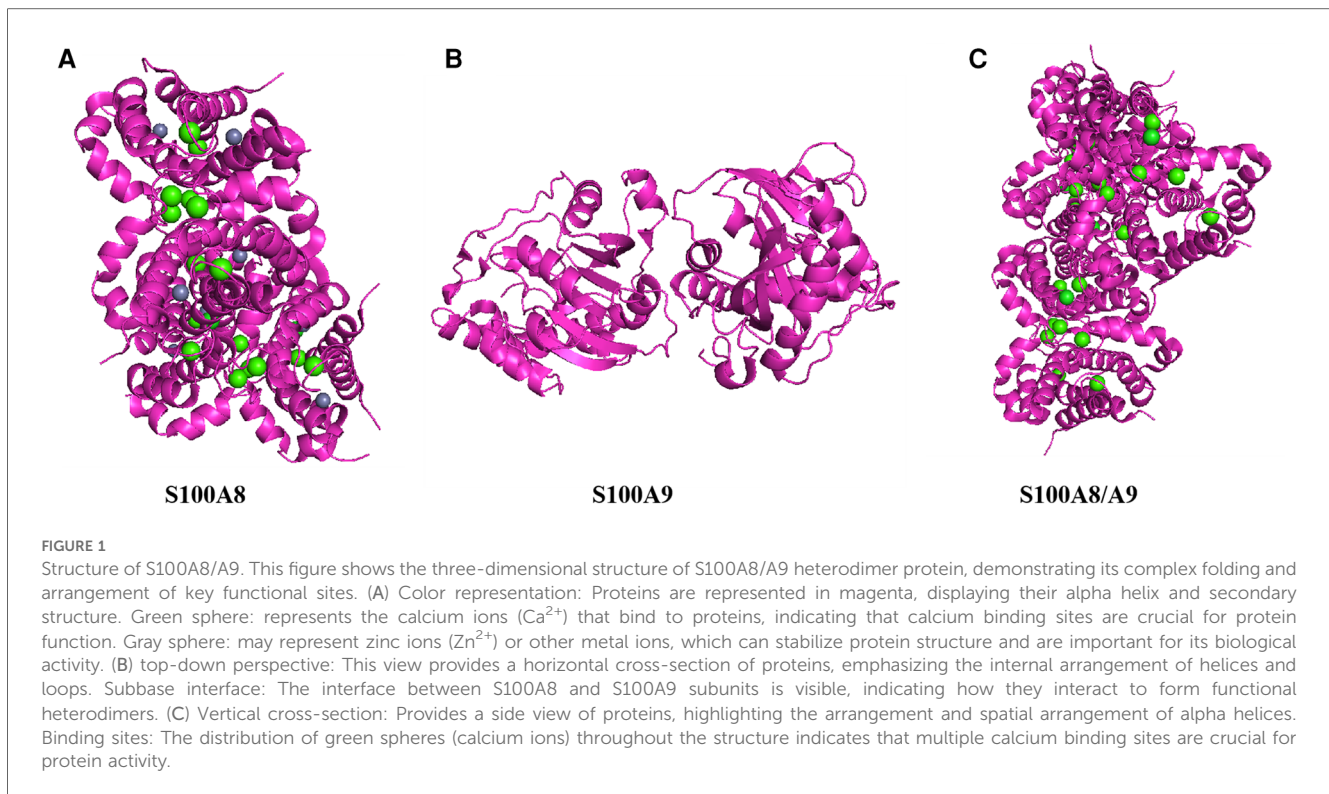 A
B
C
S100A8
S100A9
S100A8/A9
FIGURE 1
Structure of S100A8/A9. This figure shows the three-dimensional structure of S100A8/A9 heterodimer protein, demonstrating its complex folding and
arrangement of key functional sites. (A) Color representation: Proteins are represented in magenta, displaying their alpha helix and secondary
structure. Green sphere: represents the calcium ions (Ca²⁺) that bind to proteins, indicating that calcium binding sites are crucial for protein
function. Gray sphere: may represent zinc ions (Zn²⁺) or other metal ions, which can stabilize protein structure and are important for its biological
activity. (B) top-down perspective: This view provides a horizontal cross-section of proteins, emphasizing the internal arrangement of helices and
loops. Subbase interface: The interface between S100A8 and S100A9 subunits is visible, indicating how they interact to form functional
heterodimers. (C) Vertical cross-section: Provides a side view of proteins, highlighting the arrangement and spatial arrangement of alpha helices.
Binding sites: The distribution of green spheres (calcium ions) throughout the structure indicates that multiple calcium binding sites are crucial for
protein activity.